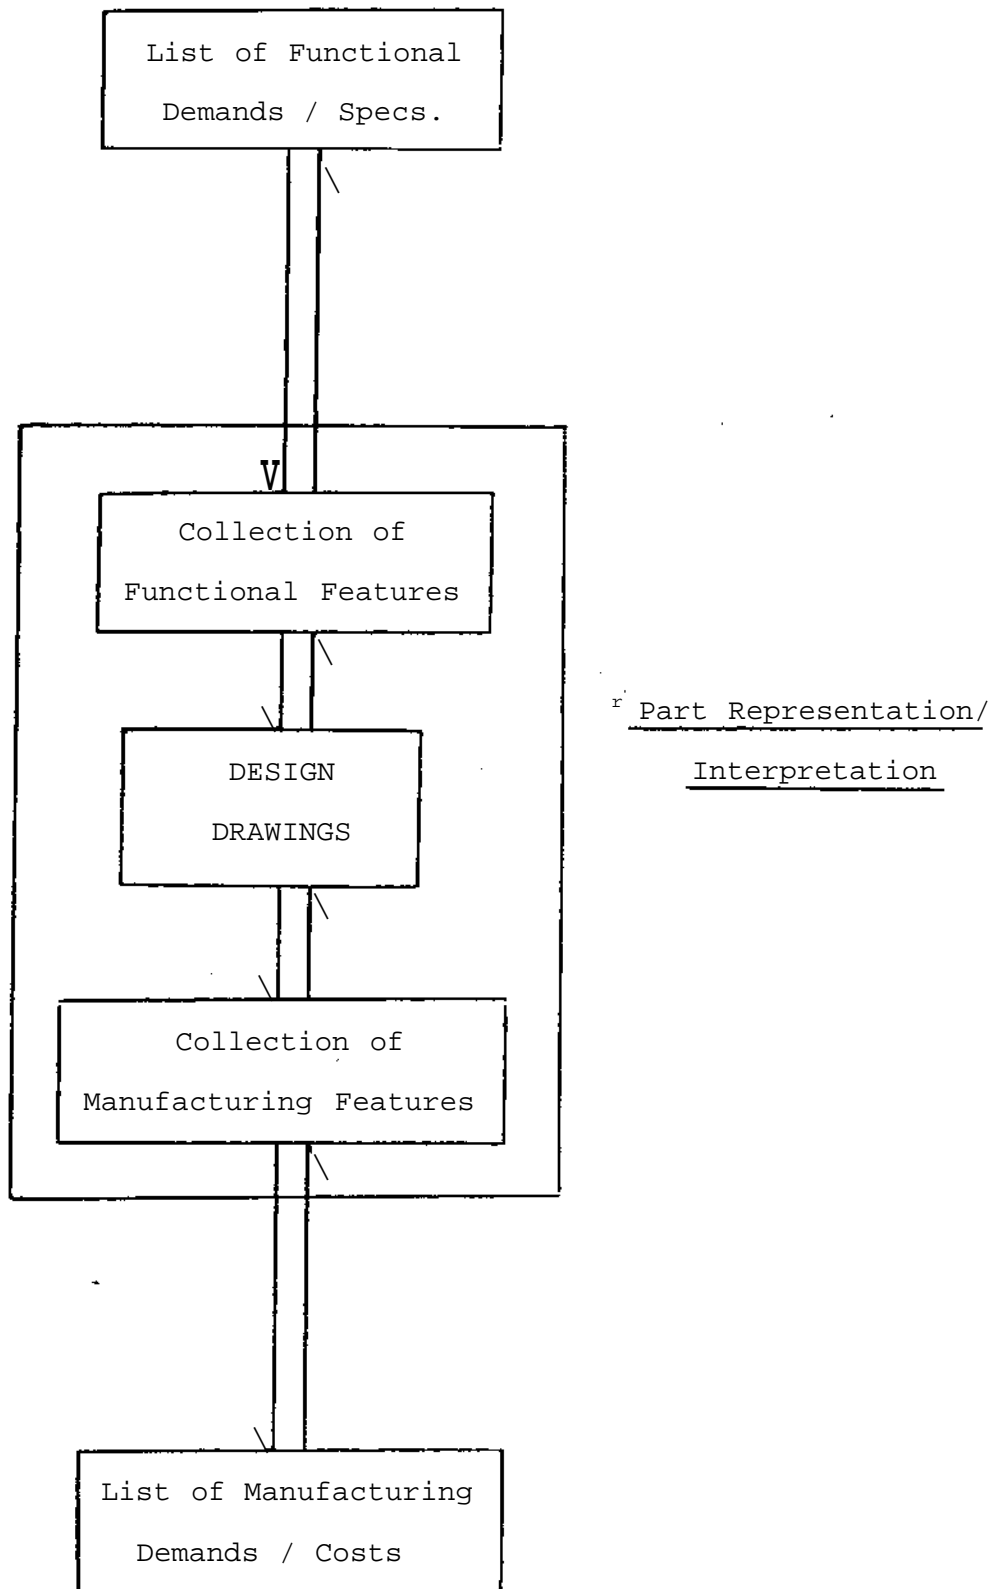 List of Functional
Demands / Specs.
V
Collection of
Functional Features
r Part Representation/
DESIGN
Interpretation
DRAWINGS
Collection of
Manufacturing Features
List of Manufacturing
Demands / Costs